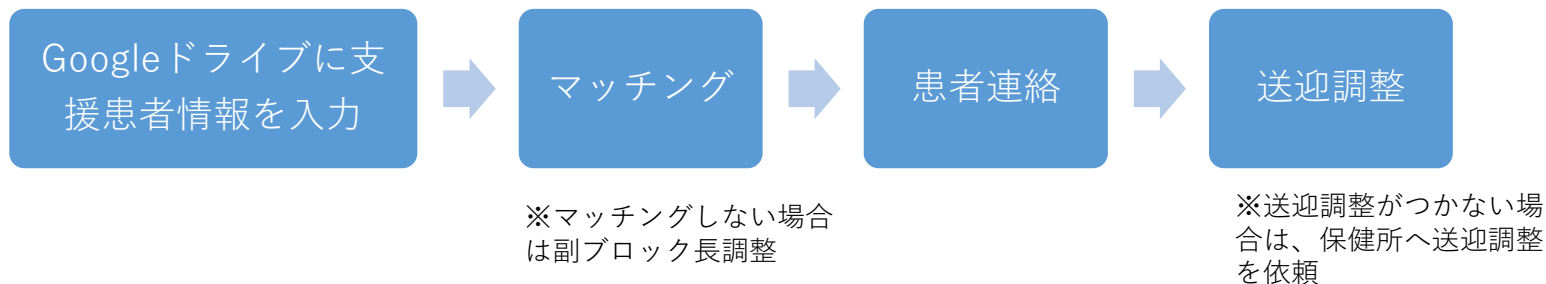 Googleドライブに支
援患者情報を入力
マッチング
患者連絡
送迎調整
※マッチングしない場合
は副ブロック長調整
※送迎調整がつかない場
合は、保健所へ送迎調整
を依頼